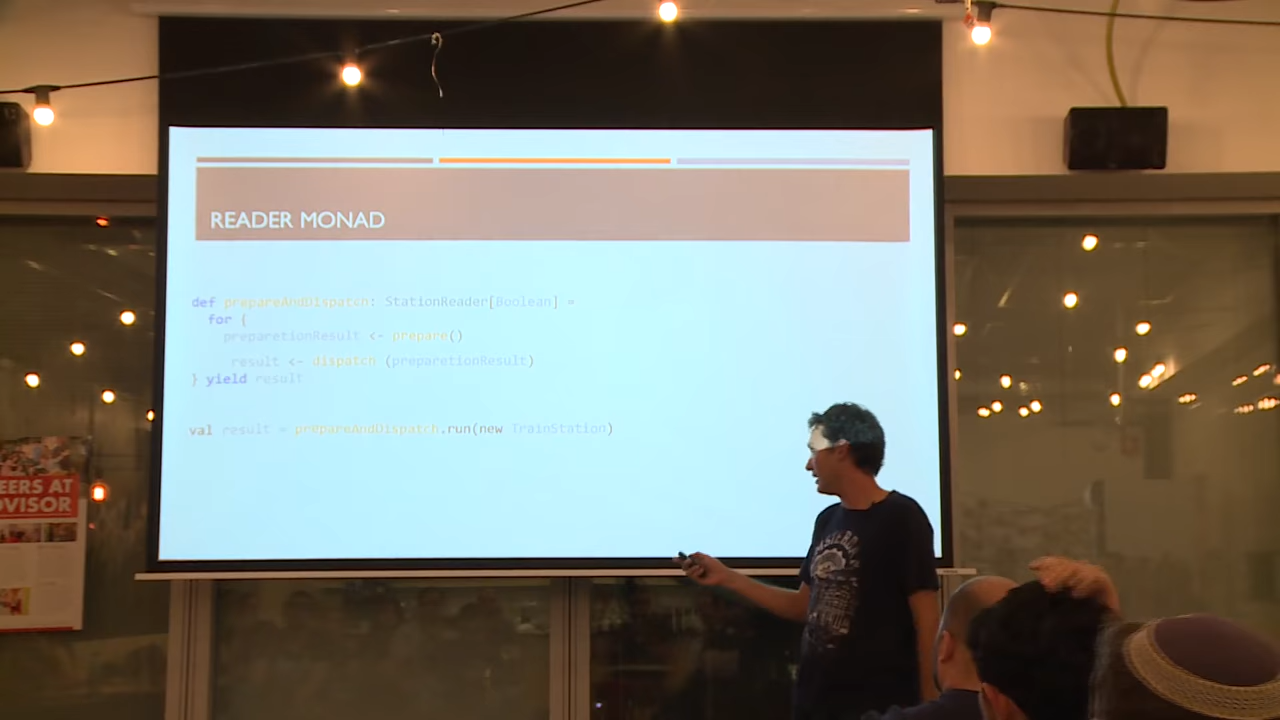 READER MONAD
def prepareAndDispatch: StationReader[Boolean] =
for {
preparetionResult <- prepare()
result <- dispatch (preparetionResult)
} yield result
val result = prepareAndDispatch.run(new TrainStation)
EERS AT
DVISOR